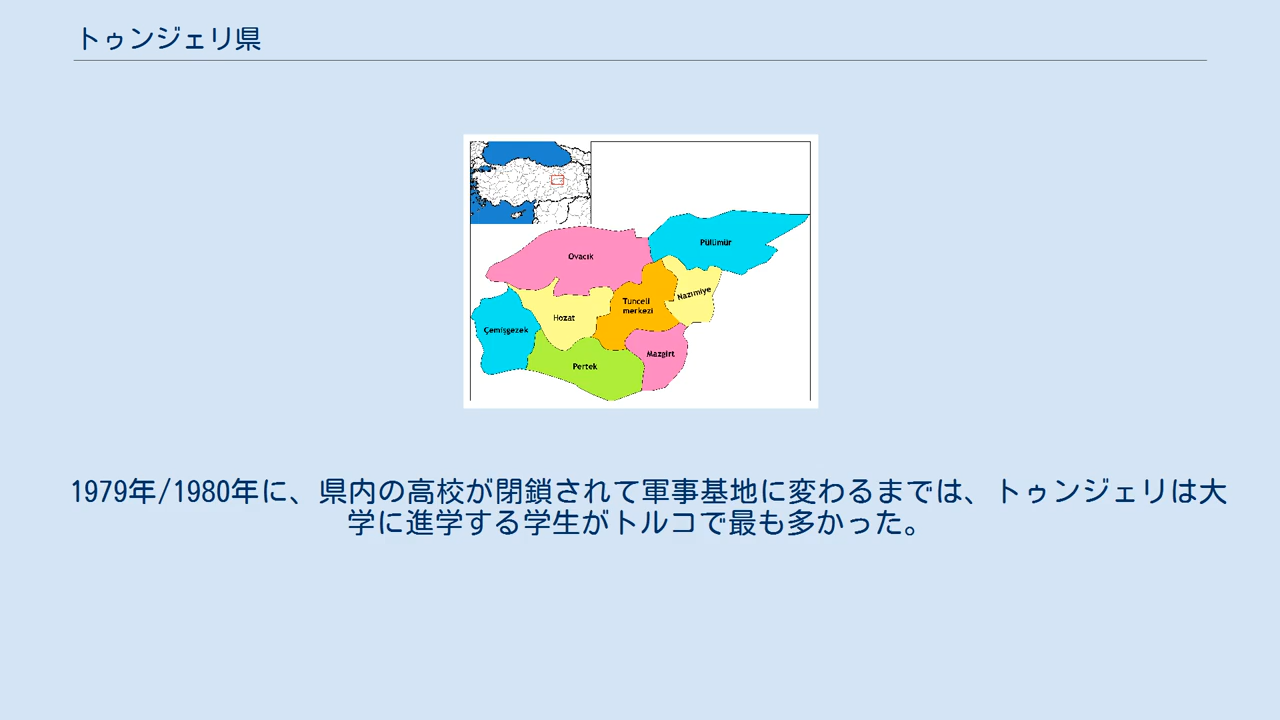 トゥンジェリ県
Pülümür
Ovacık
Nazımiye
Tunceli
merkezi
Hozat
Çemişgezek
Mazgirt
Pertek
1979年/1980年に、県内の高校が閉鎖されて軍事基地に変わるまでは、トゥンジェリは大
学に進学する学生がトルコで最も多かった。